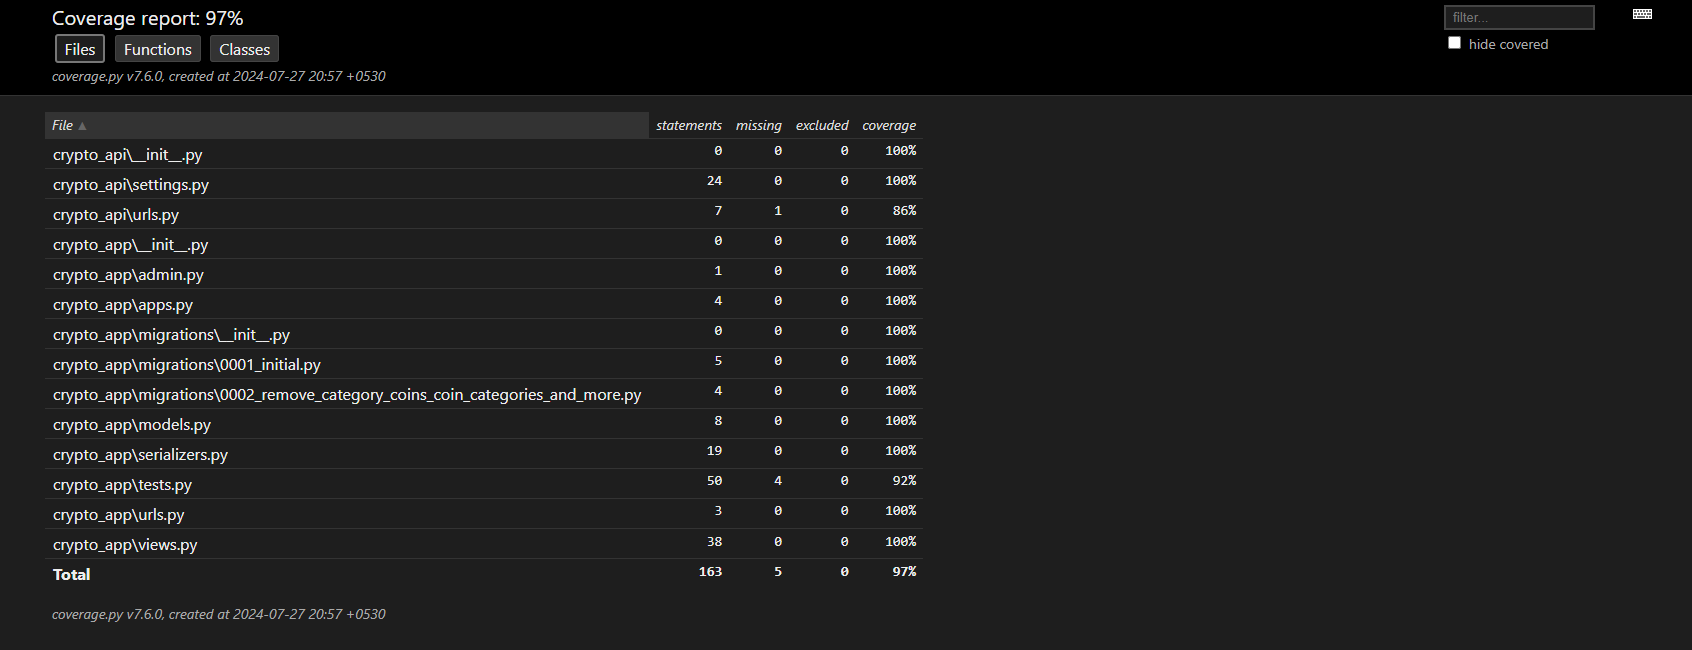 Coverage report: 97%
filter...
Files Functions Classes
hide covered
coverage.py v7.6.0, created at 2024-07-27 20:57 +0530
File ▲ statements missing excluded coverage
crypto_api\__init__.py 0 0 0 100%
crypto_api\settings.py 24 0 0 100%
crypto_api\urls.py 7 1 0 86%
crypto_app\__init__.py 0 0 0 100%
crypto_app\admin.py 1 0 0 100%
crypto_app\apps.py 4 0 0 100%
crypto_app\migrations\__init__.py 0 0 0 100%
crypto_app\migrations\0001_initial.py 5 0 0 100%
crypto_app\migrations\0002_remove_category_coins_coin_categories_and_more.py 4 0 0 100%
crypto_app\models.py 8 0 0 100%
crypto_app\serializers.py 19 0 0 100%
crypto_app\tests.py 50 4 0 92%
crypto_app\urls.py 3 0 0 100%
crypto_app\views.py 38 0 0 100%
Total 163 5 0 97%
coverage.py v7.6.0, created at 2024-07-27 20:57 +0530